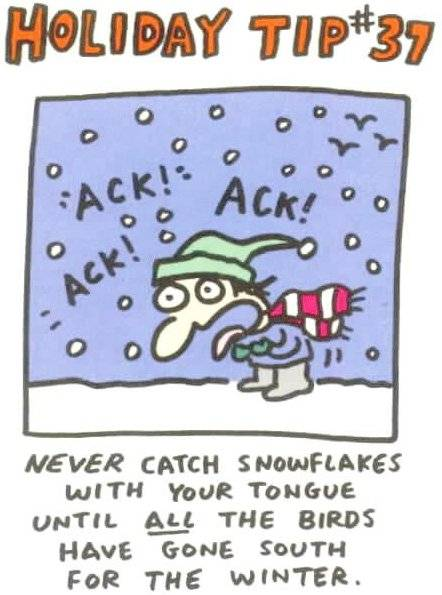 HOLIDAY TIP #37
ACK!
ACK!
ACK!
NEVER CATCH SNOWFLAKES
WITH YOUR TONGUE
UNTIL ALL THE BIRDS
HAVE GONE SOUTH
FOR THE WINTER.